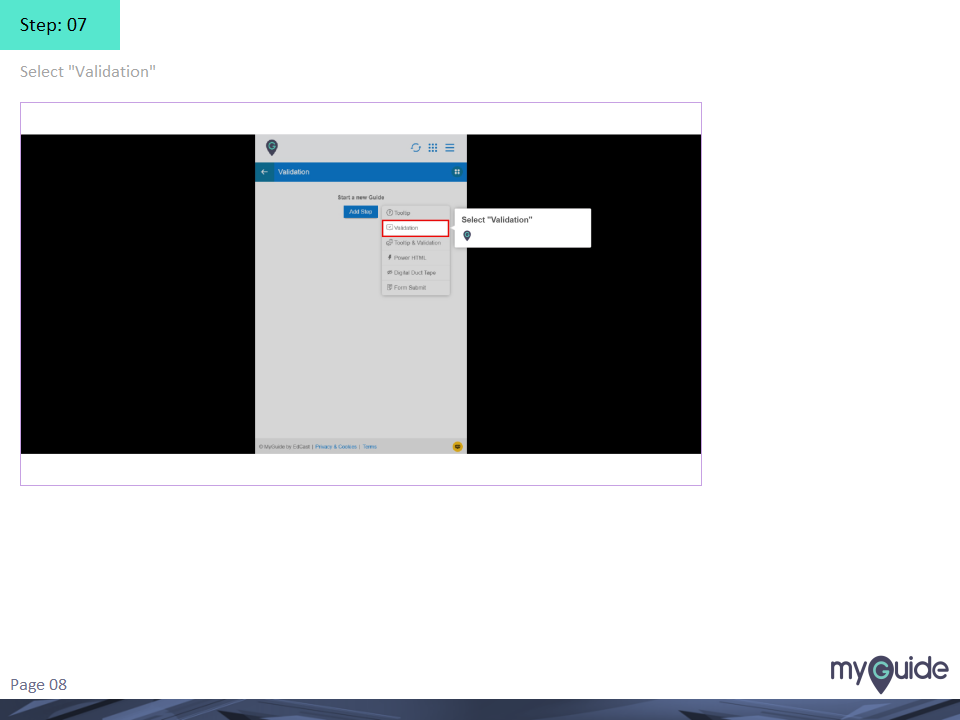 Step: 07
Select "Validation"
Validation
Start a new Guide
Add Step
Tooltip
Validation
Tooltip & Validation
Power HTML
Digital Duct Tape
Form Submit
Select "Validation"
© MyGuide by EdCast | Privacy & Cookies | Terms
Page 08
myGuide